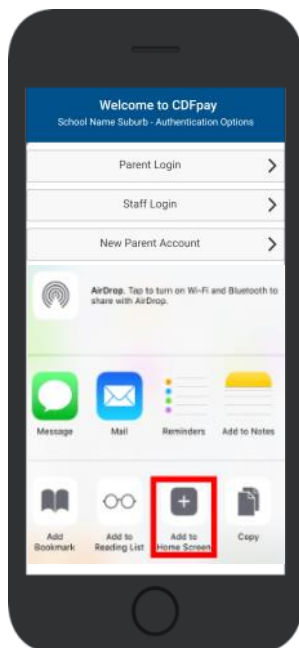 Welcome to CDFpay
School Name Suburb - Authentication Options
Parent Login
Staff Login
New Parent Account
AirDrop. Tap to turn on Wi-Fi and Bluetooth to
share with AirDrop.
Message
Mail
Reminders
Add to Notes
Add
Bookmark
Add to
Reading List
Add to
Home Screen
Copy